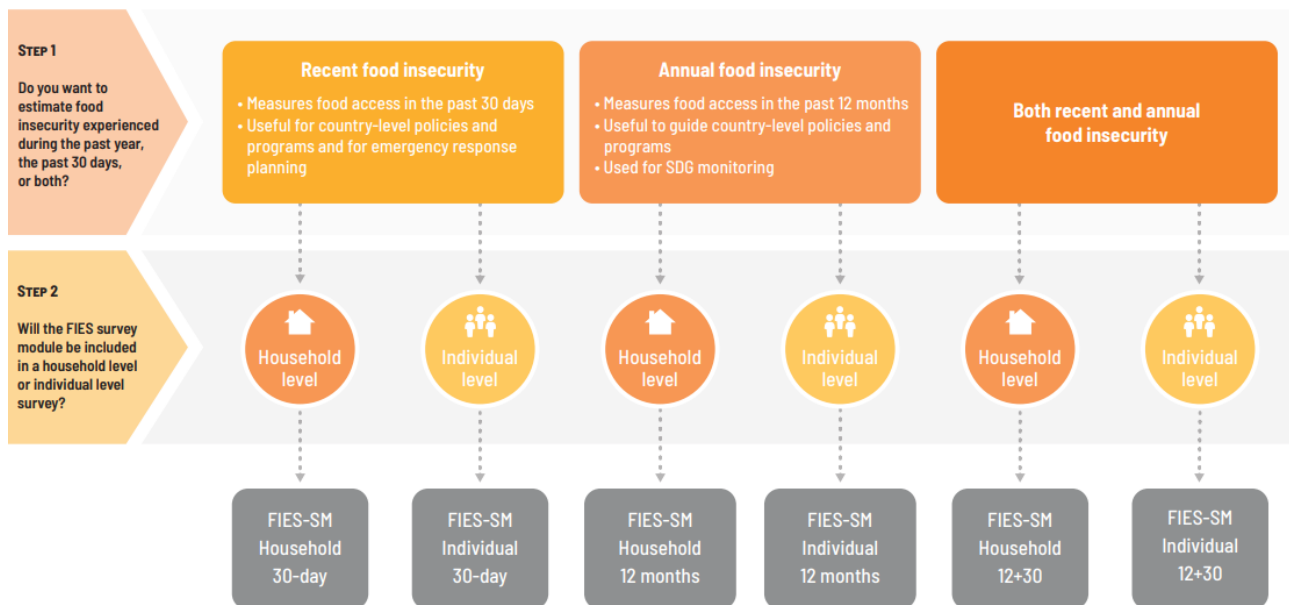 STEP 1
Do you want to
estimate food
insecurity experienced
during the past year,
the past 30 days,
or both?
Recent food insecurity
• Measures food access in the past 30 days
• Useful for country-level policies and
programs and for emergency response
planning
Annual food insecurity
• Measures food access in the past 12 months
• Useful to guide country-level policies and
programs
• Used for SDG monitoring
Both recent and annual
food insecurity
STEP 2
Will the FIES survey
module be included
in a household level
or individual level
survey?
Household
level
Individual
level
Household
level
Individual
level
Household
level
Individual
level
FIES-SM
Household
30-day
FIES-SM
Individual
30-day
FIES-SM
Household
12 months
FIES-SM
Individual
12 months
FIES-SM
Household
12+30
FIES-SM
Individual
12+30